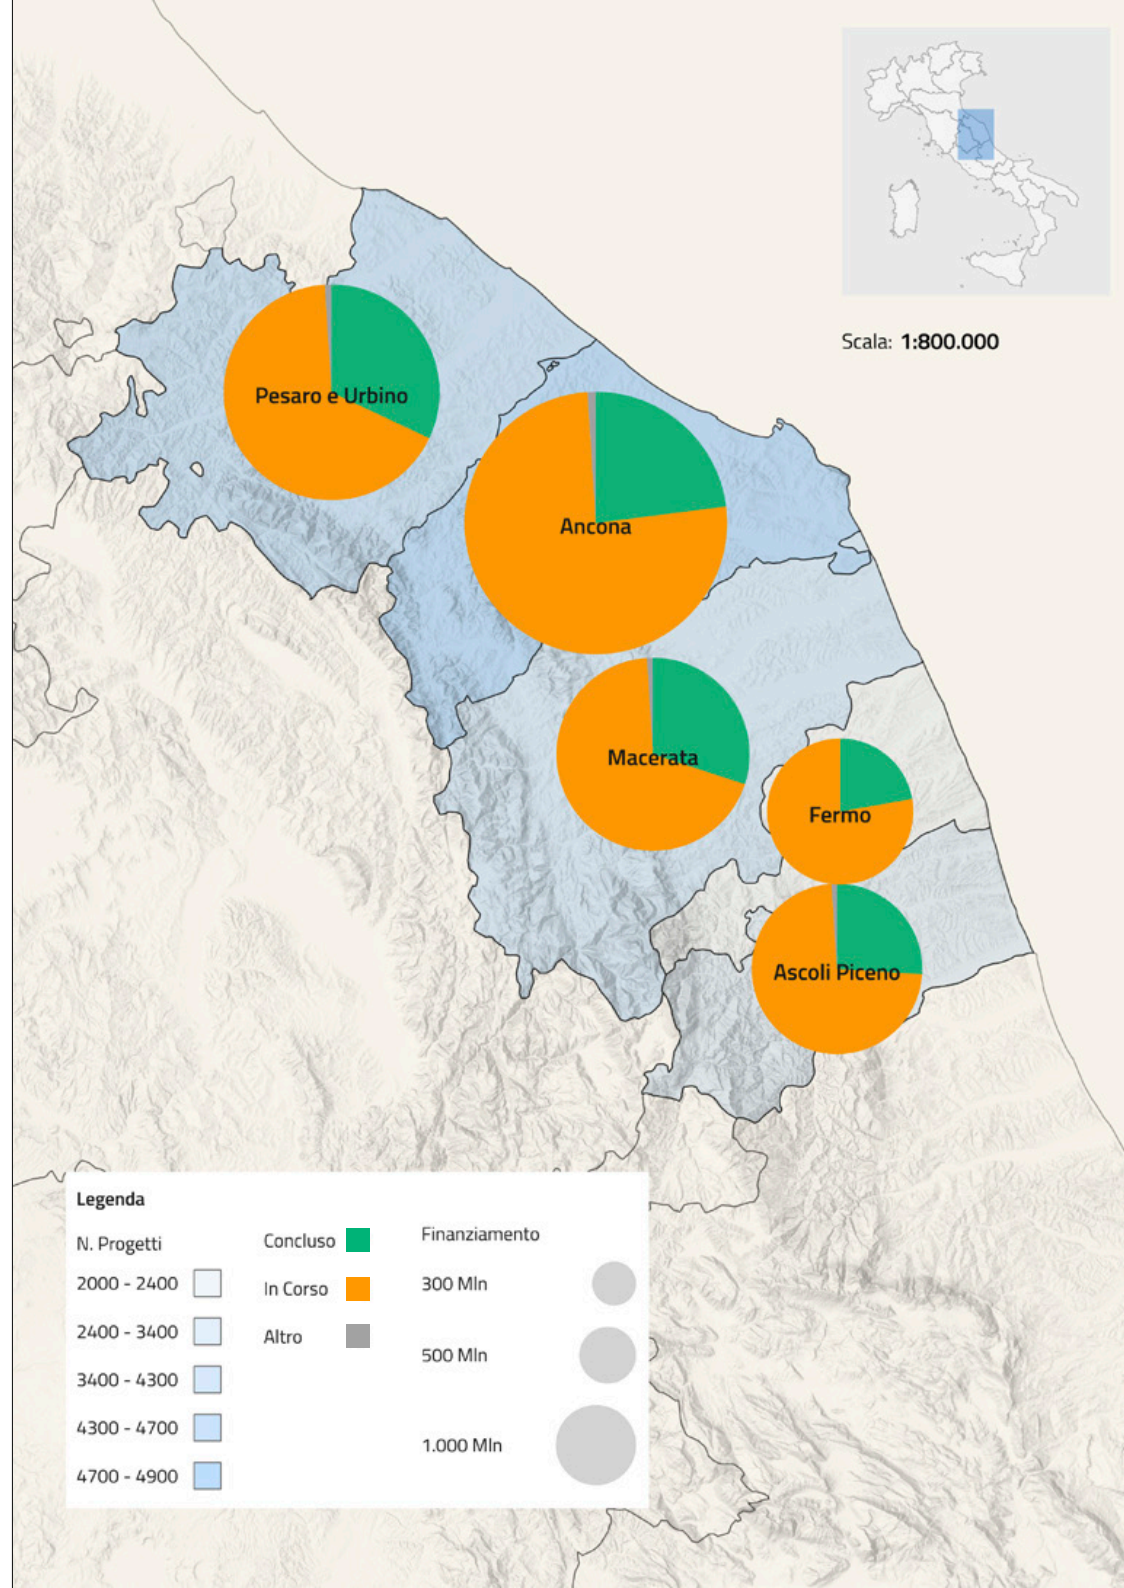 Scala: 1:800.000
Pesaro e Urbino
Ancona
Macerata
Fermo
Ascoli Piceno
Legenda
N. Progetti
2000 - 2400
2400 - 3400
3400 - 4300
4300 - 4700
4700 - 4900
Concluso
In Corso
Altro
Finanziamento
300 Mln
500 Mln
1.000 Mln